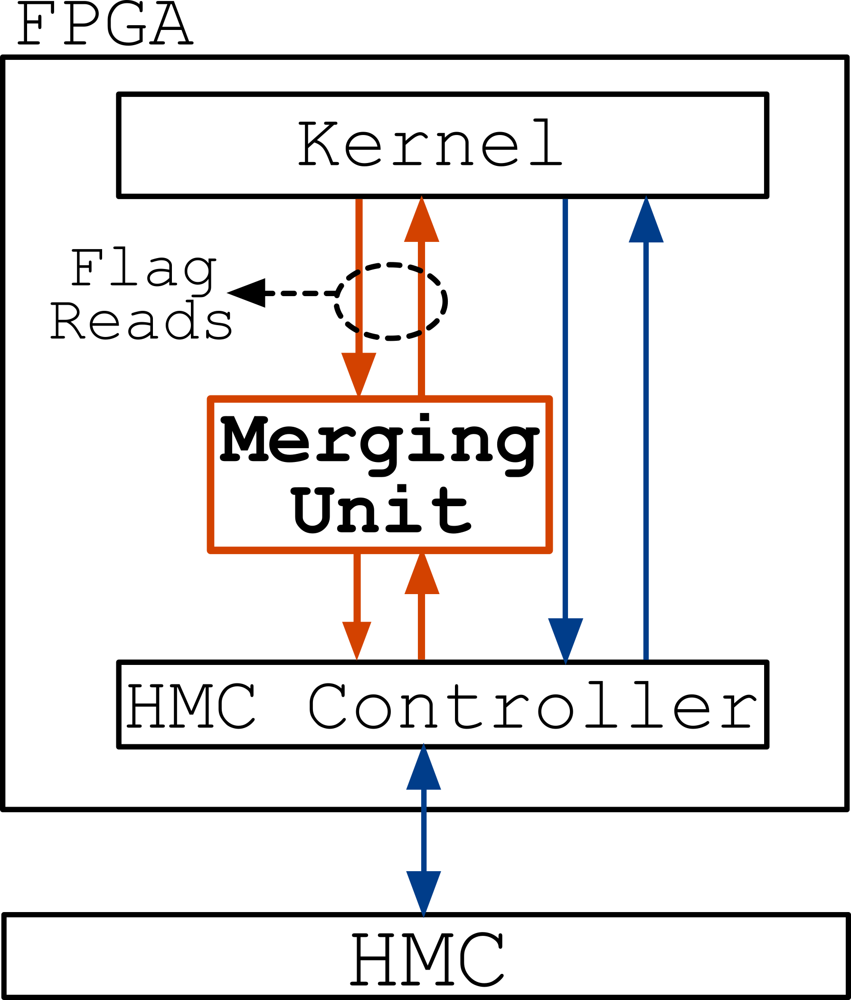 FPGA
Kernel
Flag
Reads
Merging
Unit
HMC Controller
HMC